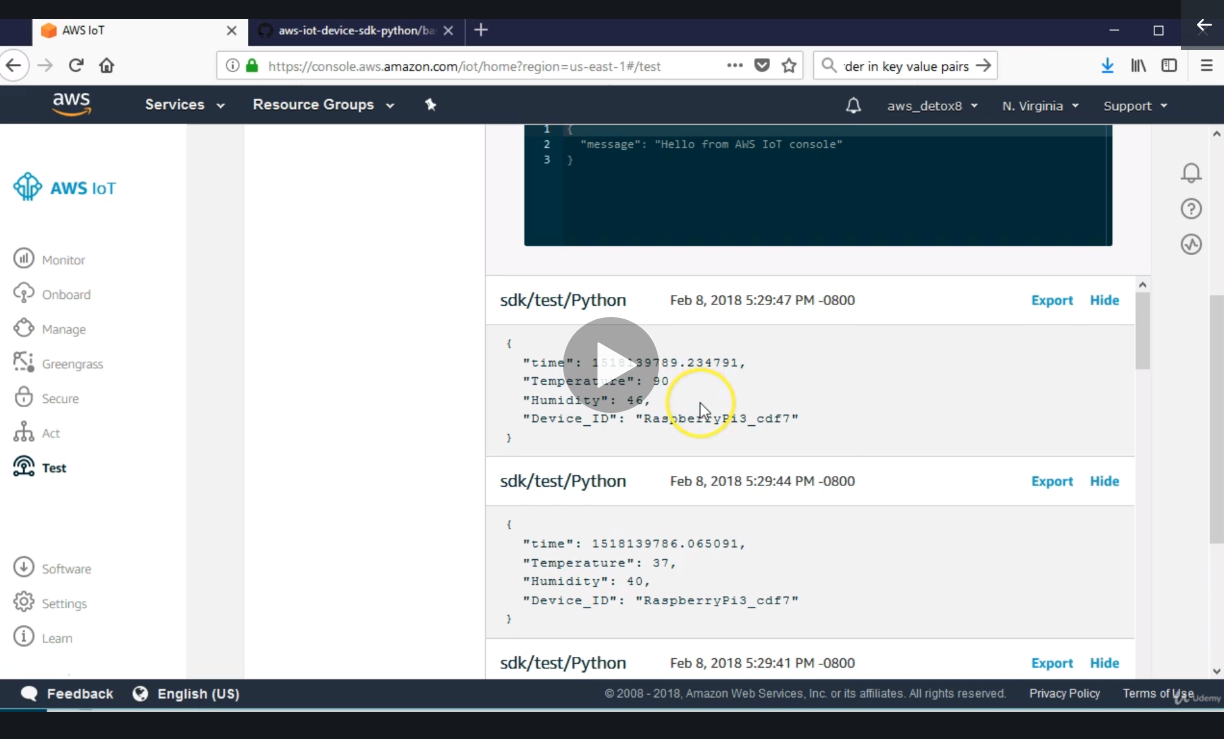 AWS IoT
aws-iot-device-sdk-python/ba
https://console.aws.amazon.com/iot/home?region=us-east-1#/test
der in key value pairs
aws
Services
Resource Groups
aws_detox8
N. Virginia
Support
AWS IoT
Monitor
Onboard
Manage
Greengrass
Secure
Act
Test
Software
Settings
Learn
1 {
2 "message": "Hello from AWS IoT console"
3 }
sdk/test/Python Feb 8, 2018 5:29:47 PM -0800 Export Hide
{
"time": 1518139789.234791,
"Temperature": 90
"Humidity": 46,
"Device_ID": "RaspberryPi3_cdf7"
}
sdk/test/Python Feb 8, 2018 5:29:44 PM -0800 Export Hide
{
"time": 1518139786.065091,
"Temperature": 37,
"Humidity": 40,
"Device_ID": "RaspberryPi3_cdf7"
}
sdk/test/Python Feb 8, 2018 5:29:41 PM -0800 Export Hide
Feedback English (US) © 2008 - 2018, Amazon Web Services, Inc. or its affiliates. All rights reserved. Privacy Policy Terms of Use
Udemy